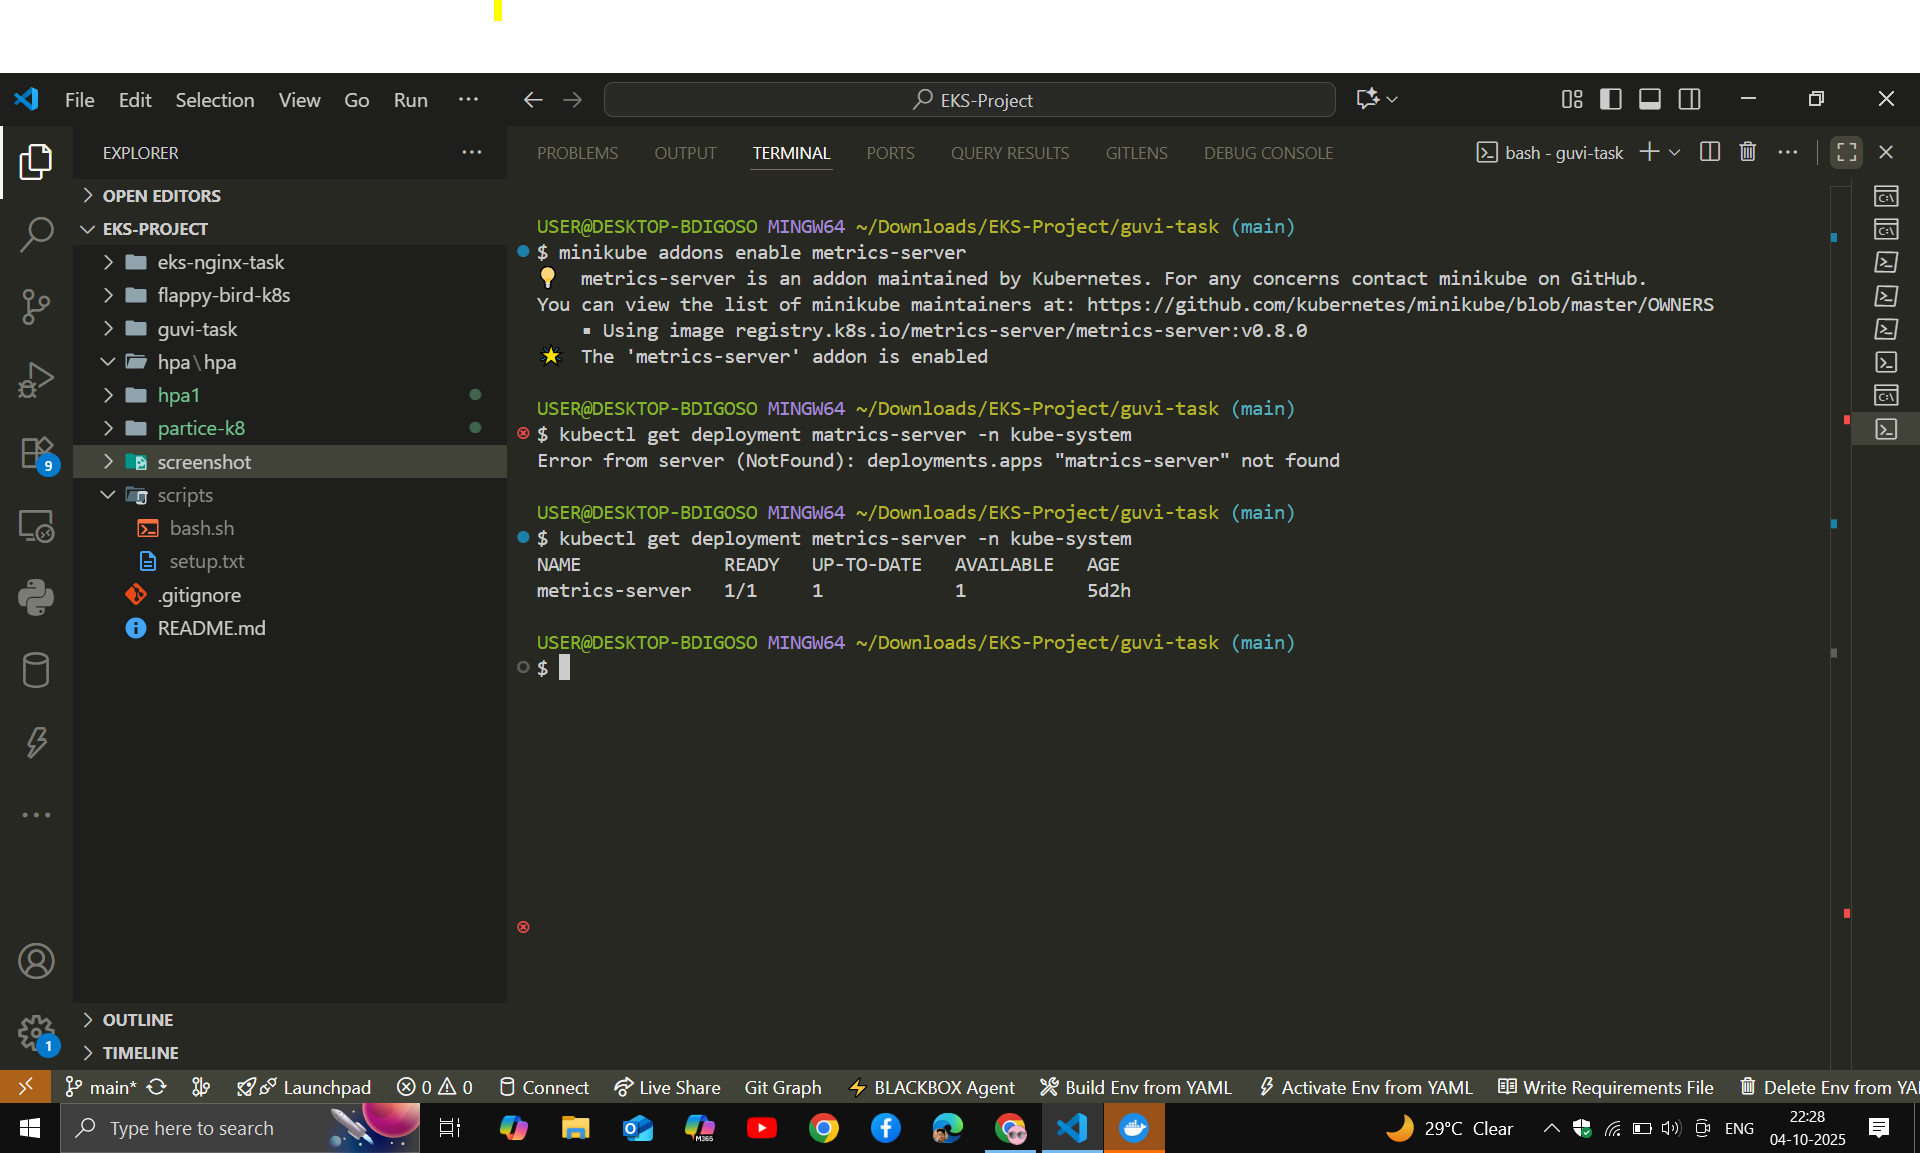 File Edit Selection View Go Run ··· EKS-Project
EXPLORER ···
OPEN EDITORS
EKS-PROJECT
eks-nginx-task
flappy-bird-k8s
guvi-task
hpa\hpa
hpa1
partice-k8
screenshot
scripts
bash.sh
setup.txt
.gitignore
README.md
OUTLINE
TIMELINE
9
1
PROBLEMS OUTPUT TERMINAL PORTS QUERY RESULTS GITLENS DEBUG CONSOLE bash - guvi-task
USER@DESKTOP-BDIGOSO MINGW64 ~/Downloads/EKS-Project/guvi-task (main)
$ minikube addons enable metrics-server
metrics-server is an addon maintained by Kubernetes. For any concerns contact minikube on GitHub.
You can view the list of minikube maintainers at: https://github.com/kubernetes/minikube/blob/master/OWNERS
▪ Using image registry.k8s.io/metrics-server/metrics-server:v0.8.0
The 'metrics-server' addon is enabled
USER@DESKTOP-BDIGOSO MINGW64 ~/Downloads/EKS-Project/guvi-task (main)
$ kubectl get deployment matrics-server -n kube-system
Error from server (NotFound): deployments.apps "matrics-server" not found
USER@DESKTOP-BDIGOSO MINGW64 ~/Downloads/EKS-Project/guvi-task (main)
$ kubectl get deployment metrics-server -n kube-system
NAME READY UP-TO-DATE AVAILABLE AGE
metrics-server 1/1 1 1 5d2h
USER@DESKTOP-BDIGOSO MINGW64 ~/Downloads/EKS-Project/guvi-task (main)
$
main* Launchpad 0 0 Connect Live Share Git Graph BLACKBOX Agent Build Env from YAML Activate Env from YAML Write Requirements File Delete Env from YA
Type here to search M365 29°C Clear ENG 22:28
04-10-2025